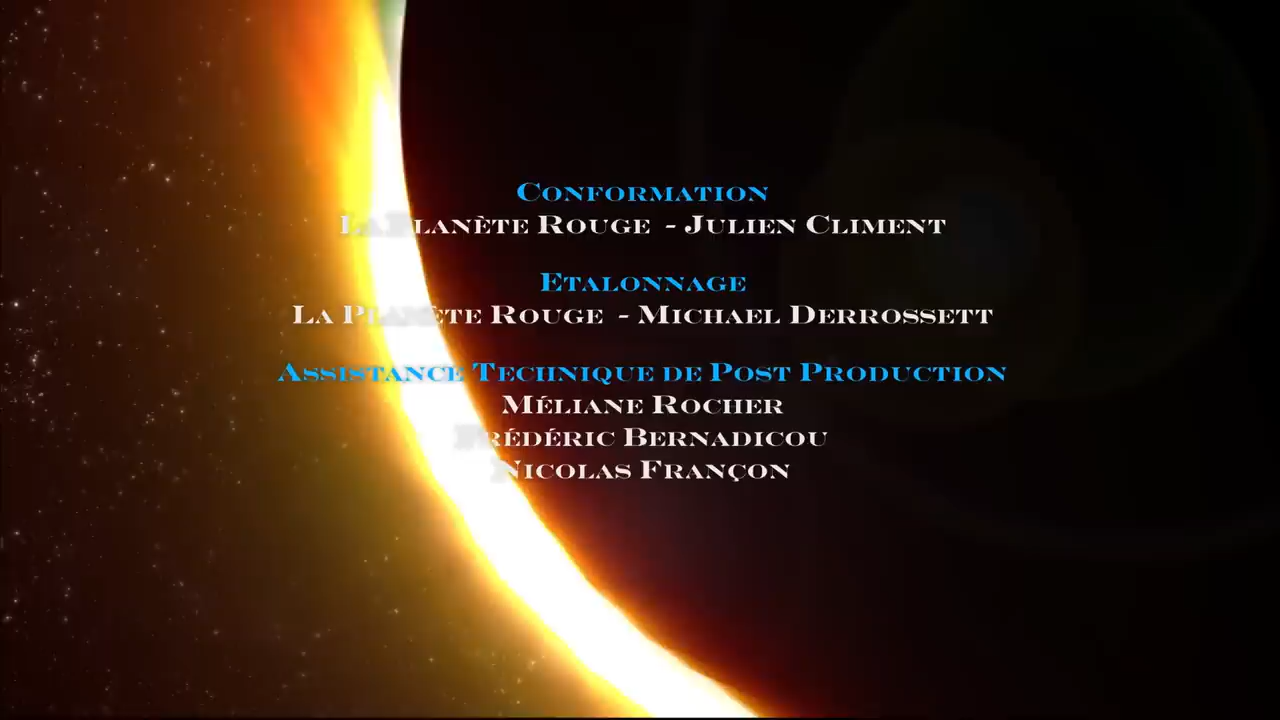 Conformation
La Planète Rouge - Julien Climent
Etalonnage
La Planète Rouge - Michael Derrossett
Assistance Technique de Post Production
Méliane Rocher
Frédéric Bernadicou
Nicolas Françon